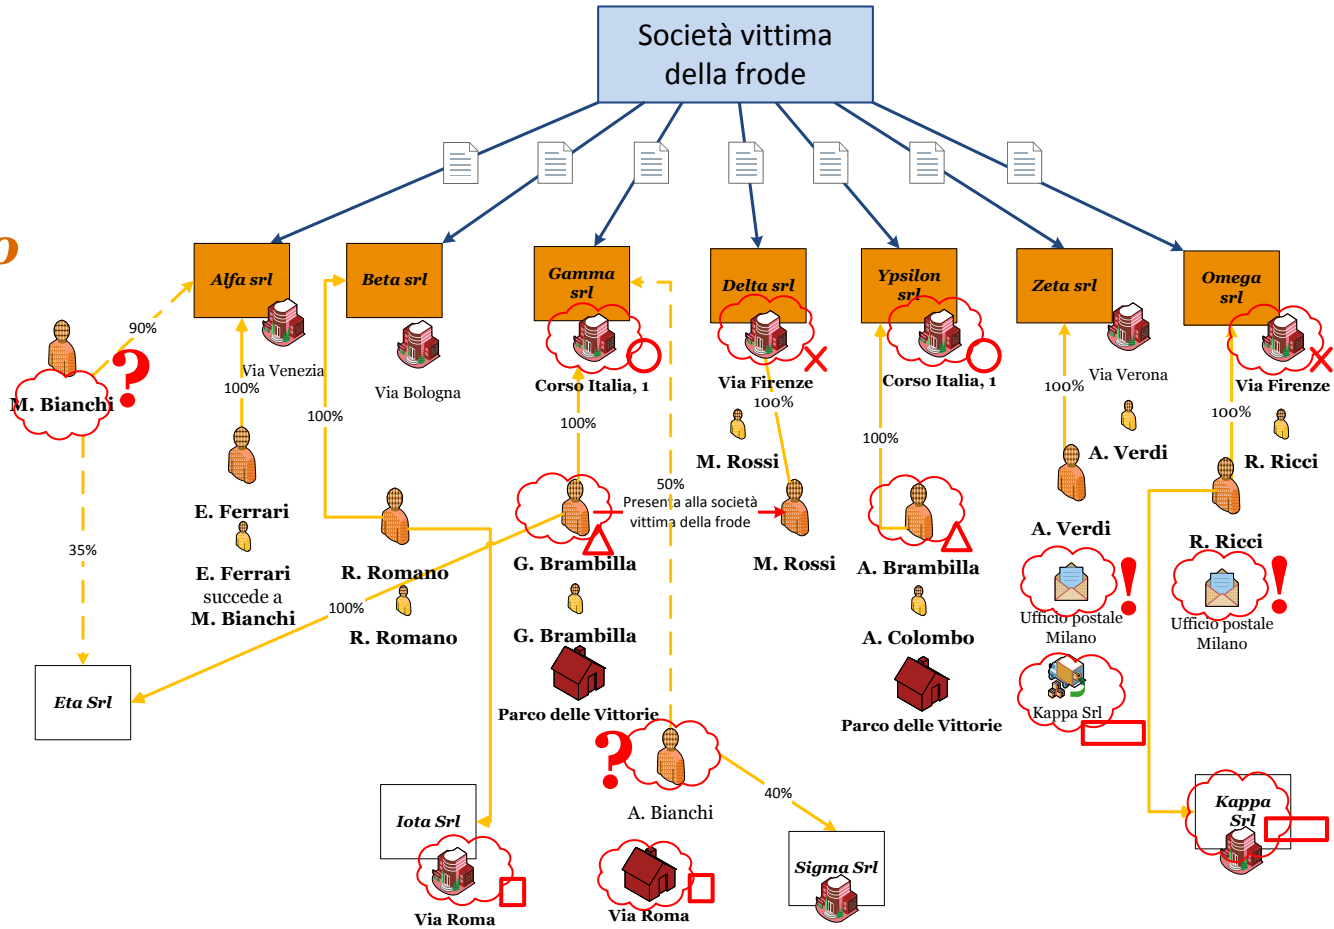 Società vittima
della frode
o
Alfa srl
Beta srl
Gamma
srl
Delta srl
Ypsilon
srl
Zeta srl
Omega
srl
90%
?
M. Bianchi
Via Venezia
100%
Via Bologna
100%
Corso Italia, 1
100%
Via Firenze
100%
Corso Italia, 1
100%
Via Verona
100%
Via Firenze
100%
M. Rossi
A. Verdi
R. Ricci
E. Ferrari
E. Ferrari
succede a
M. Bianchi
35%
R. Romano
R. Romano
100%
50%
Presenta alla società
vittima della frode
G. Brambilla
G. Brambilla
Parco delle Vittorie
M. Rossi
A. Brambilla
A. Colombo
Parco delle Vittorie
A. Verdi
!
Ufficio postale
Milano
Kappa Srl
R. Ricci
!
Ufficio postale
Milano
Eta Srl
?
A. Bianchi
40%
Iota Srl
Via Roma
Via Roma
Sigma Srl
Kappa
Srl